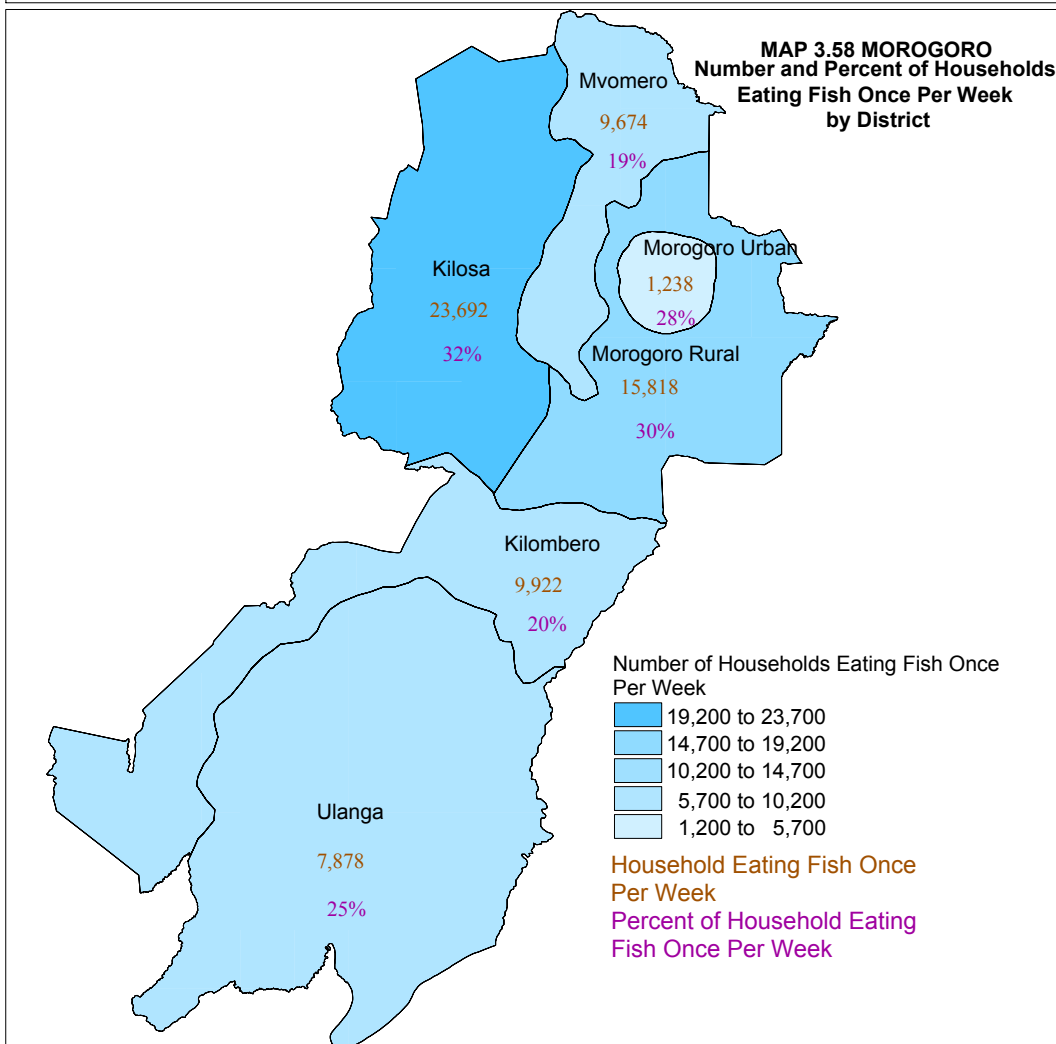 MAP 3.58 MOROGORO
Number and Percent of Households
Eating Fish Once Per Week
by District
Mvomero
9,674
19%
Morogoro Urban
1,238
28%
Kilosa
23,692
32%
Morogoro Rural
15,818
30%
Kilombero
9,922
20%
Ulanga
7,878
25%
Number of Households Eating Fish Once
Per Week
19,200 to 23,700
14,700 to 19,200
10,200 to 14,700
5,700 to 10,200
1,200 to 5,700
Household Eating Fish Once
Per Week
Percent of Household Eating
Fish Once Per Week